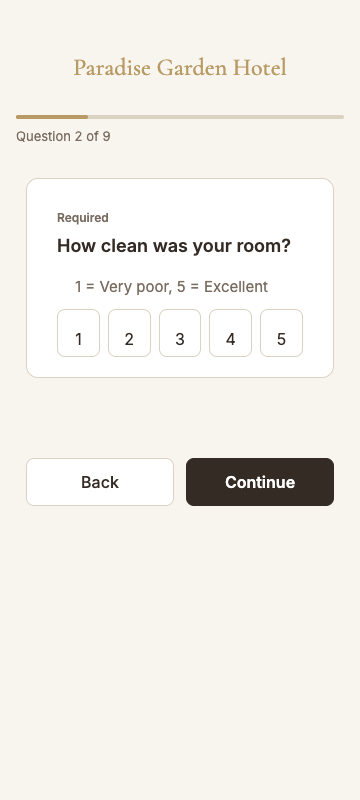 Paradise Garden Hotel
Question 2 of 9
Required
How clean was your room?
1 = Very poor, 5 = Excellent
1 2 3 4 5
Back Continue